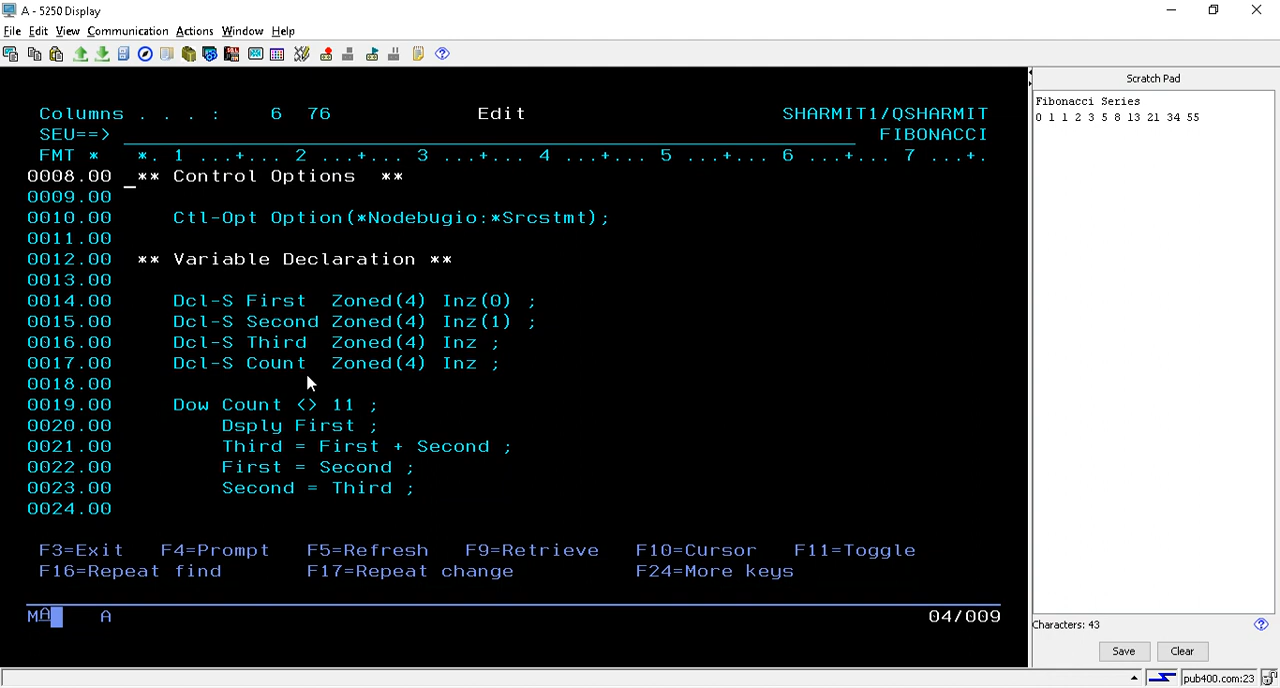 A - 5250 Display
File Edit View Communication Actions Window Help
Columns . . . :    6  76            Edit                     SHARMIT1/QSHARMIT
SEU==>                                                               FIBONACCI
FMT *  *. 1 ...+... 2 ...+... 3 ...+... 4 ...+... 5 ...+... 6 ...+... 7 ...+.
0008.00  ** Control Options  **
0009.00
0010.00     Ctl-Opt Option(*Nodebugio:*Srcstmt);
0011.00
0012.00  ** Variable Declaration **
0013.00
0014.00     Dcl-S First  Zoned(4) Inz(0) ;
0015.00     Dcl-S Second Zoned(4) Inz(1) ;
0016.00     Dcl-S Third  Zoned(4) Inz ;
0017.00     Dcl-S Count  Zoned(4) Inz ;
0018.00
0019.00     Dow Count <> 11 ;
0020.00         Dsply First ;
0021.00         Third = First + Second ;
0022.00         First = Second ;
0023.00         Second = Third ;
0024.00
F3=Exit   F4=Prompt   F5=Refresh   F9=Retrieve   F10=Cursor   F11=Toggle
F16=Repeat find       F17=Repeat change          F24=More keys
MA    A    04/009
Scratch Pad
Fibonacci Series
0 1 1 2 3 5 8 13 21 34 55
Characters: 43
Save Clear
pub400.com:23